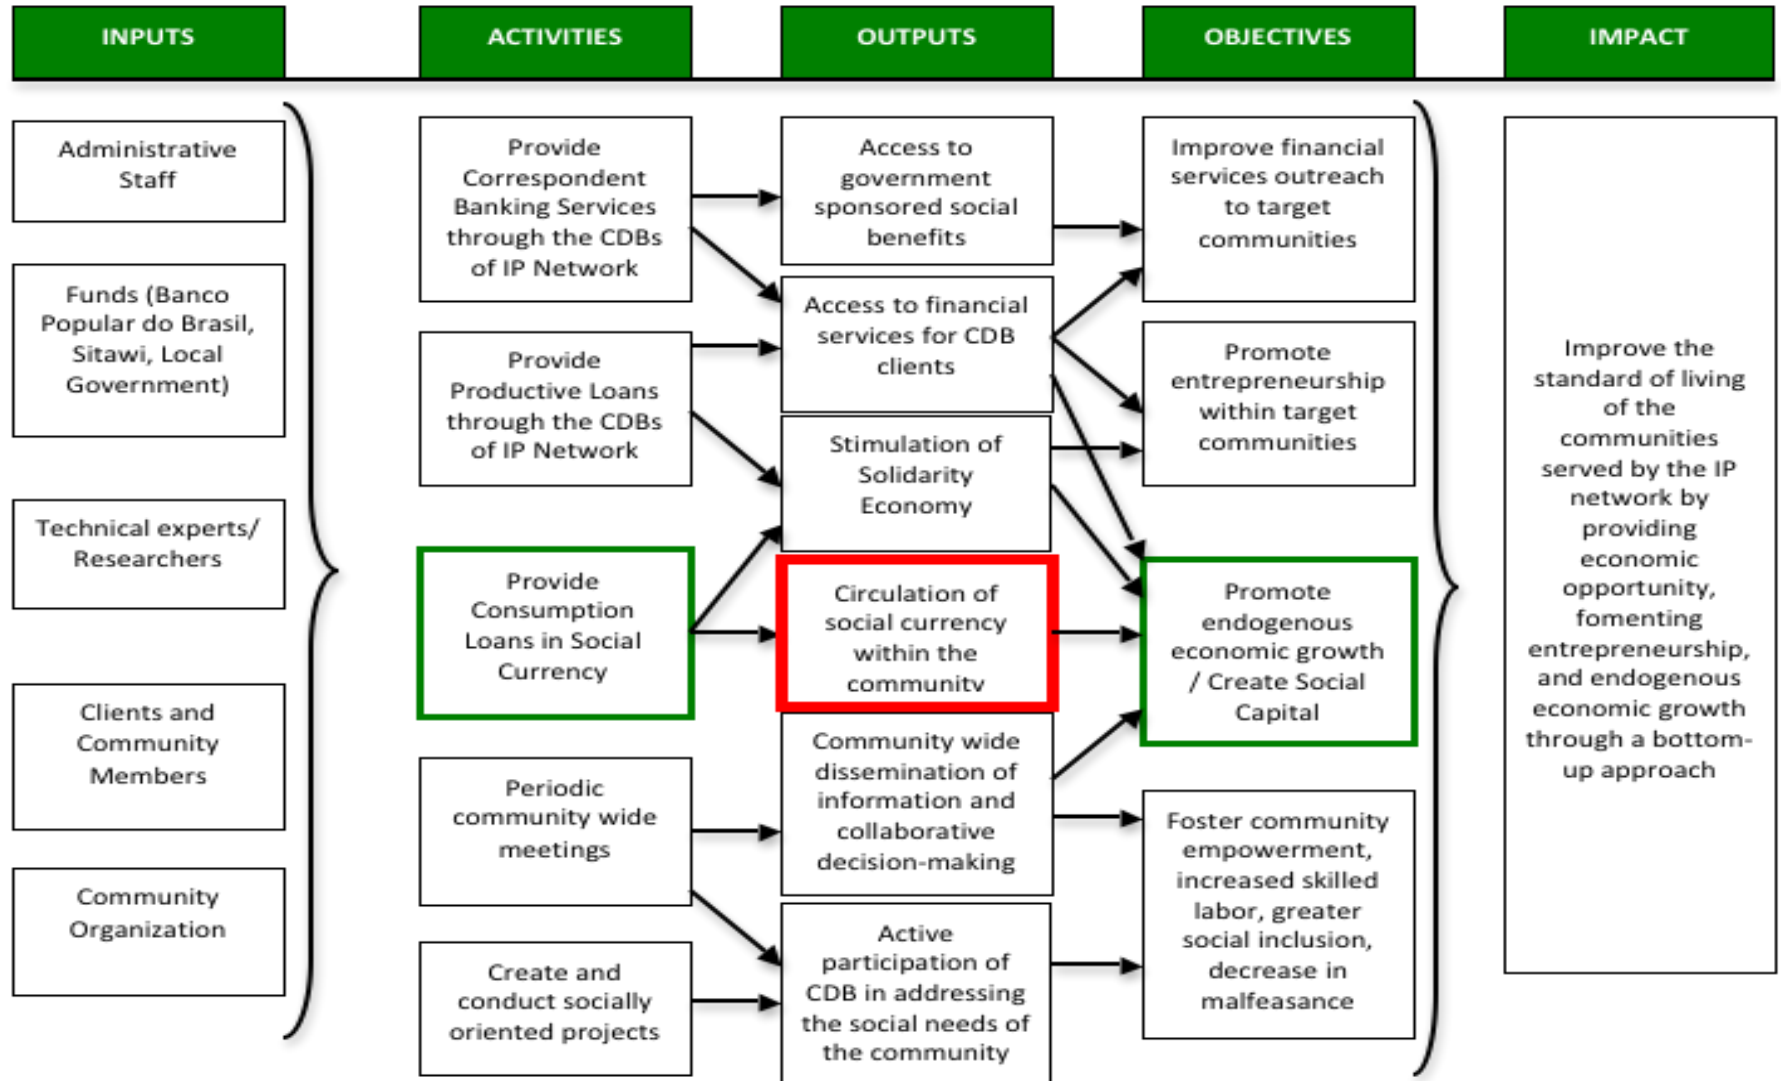 INPUTS
ACTIVITIES
OUTPUTS
OBJECTIVES
IMPACT
Administrative
Staff
Funds (Banco
Popular do Brasil,
Sitawi, Local
Government)
Technical experts/
Researchers
Clients and
Community
Members
Community
Organization
Provide
Correspondent
Banking Services
through the CDBs
of IP Network
Provide
Productive Loans
through the CDBs
of IP Network
Provide
Consumption
Loans in Social
Currency
Periodic
community wide
meetings
Create and
conduct socially
oriented projects
Access to
government
sponsored social
benefits
Access to financial
services for CDB
clients
Stimulation of
Solidarity
Economy
Circulation of
social currency
within the
community
Community wide
dissemination of
information and
collaborative
decision-making
Active
participation of
CDB in addressing
the social needs of
the community
Improve financial
services outreach
to target
communities
Promote
entrepreneurship
within target
communities
Promote
endogenous
economic growth
/ Create Social
Capital
Foster community
empowerment,
increased skilled
labor, greater
social inclusion,
decrease in
malfeasance
Improve the
standard of living
of the
communities
served by the IP
network by
providing
economic
opportunity,
fomenting
entrepreneurship,
and endogenous
economic growth
through a bottom-
up approach